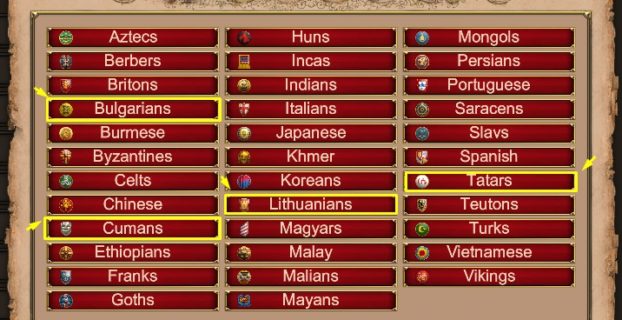 Aztecs
Huns
Mongols
Berbers
Incas
Persians
Britons
Indians
Portuguese
Bulgarians
Italians
Saracens
Burmese
Japanese
Slavs
Byzantines
Khmer
Spanish
Celts
Koreans
Tatars
Chinese
Lithuanians
Teutons
Cumans
Magyars
Turks
Ethiopians
Malay
Vietnamese
Franks
Malians
Vikings
Goths
Mayans